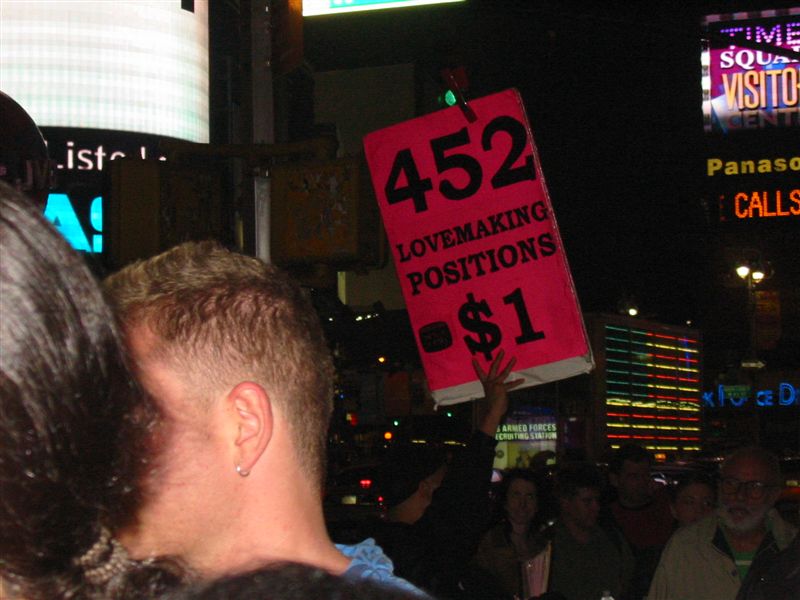 TIMES
SQUA
VISITO
CENT
Panaso
CALLS
452
LOVEMAKING
POSITIONS
$1
ARMED FORCES
RECRUITING STATION